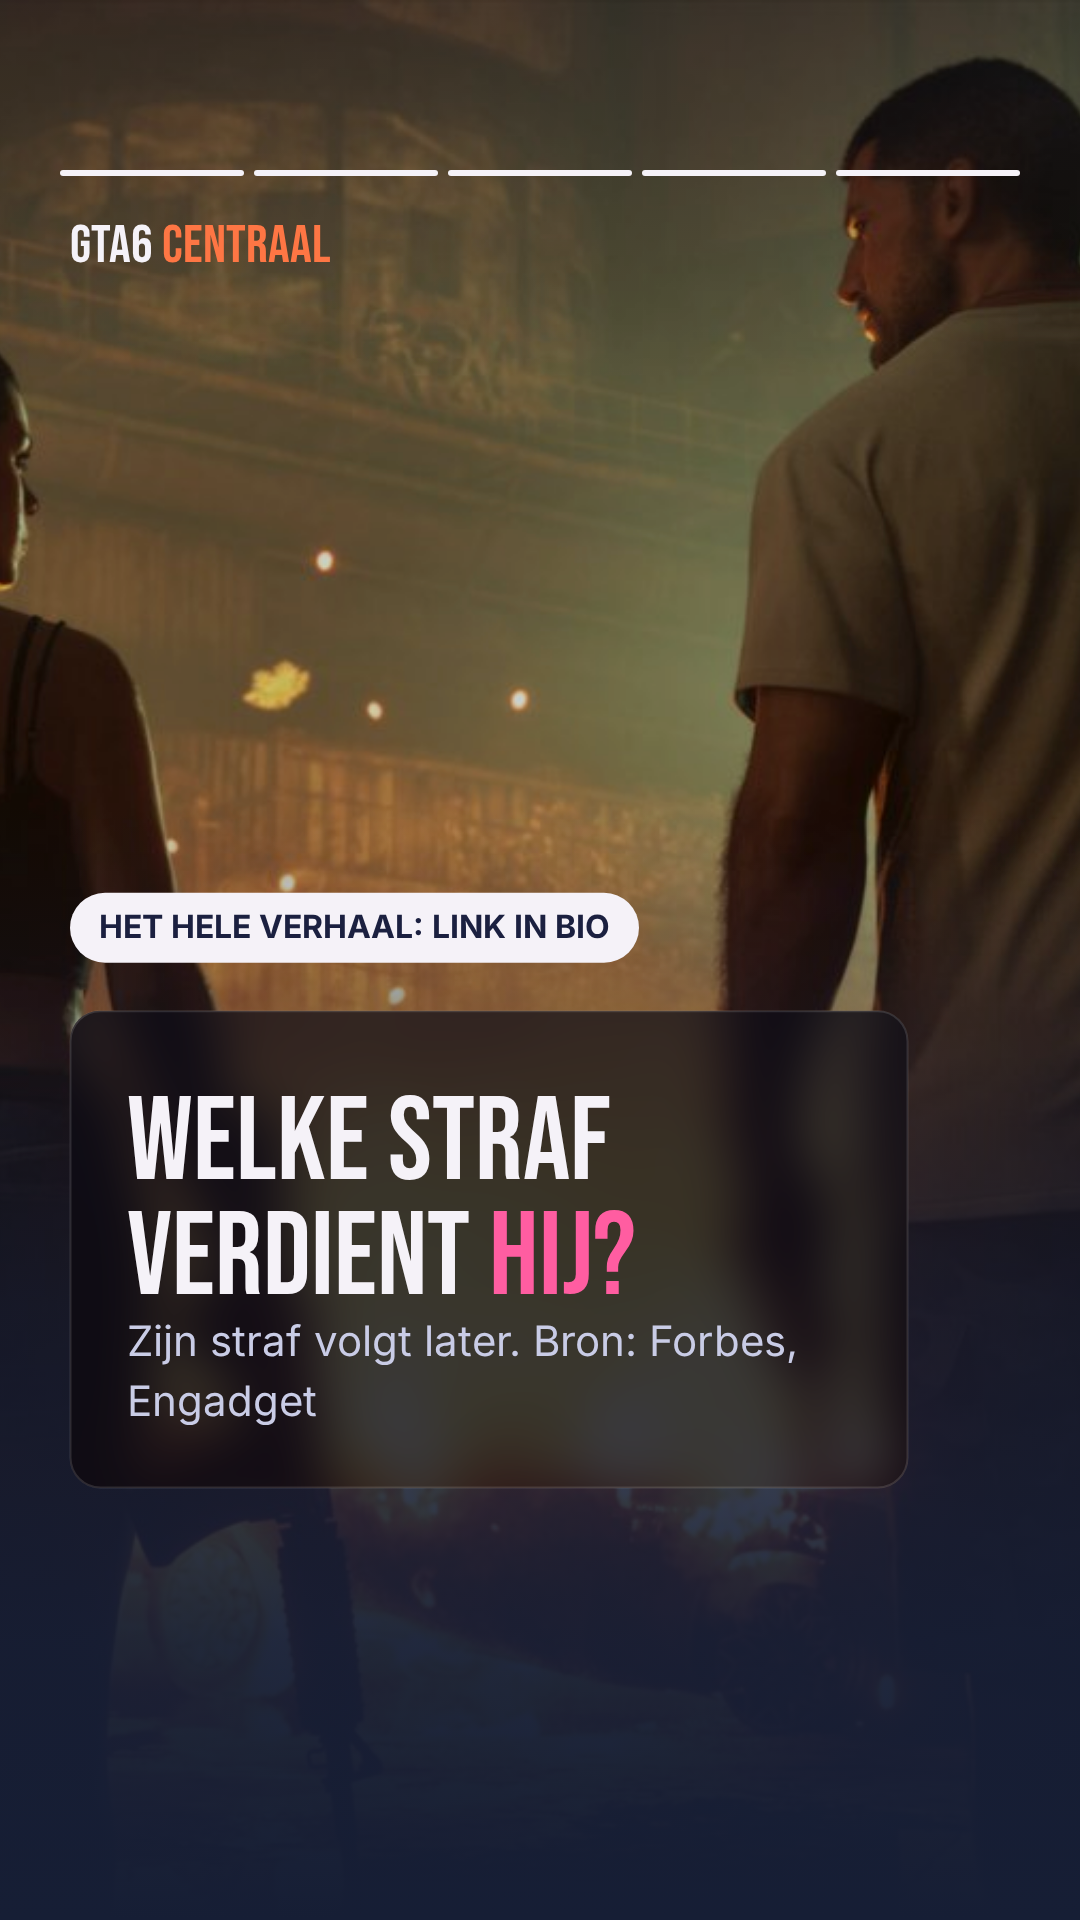 GTA6 CENTRAAL
HET HELE VERHAAL: LINK IN BIO
WELKE STRAF
VERDIENT HIJ?
Zijn straf volgt later. Bron: Forbes,
Engadget